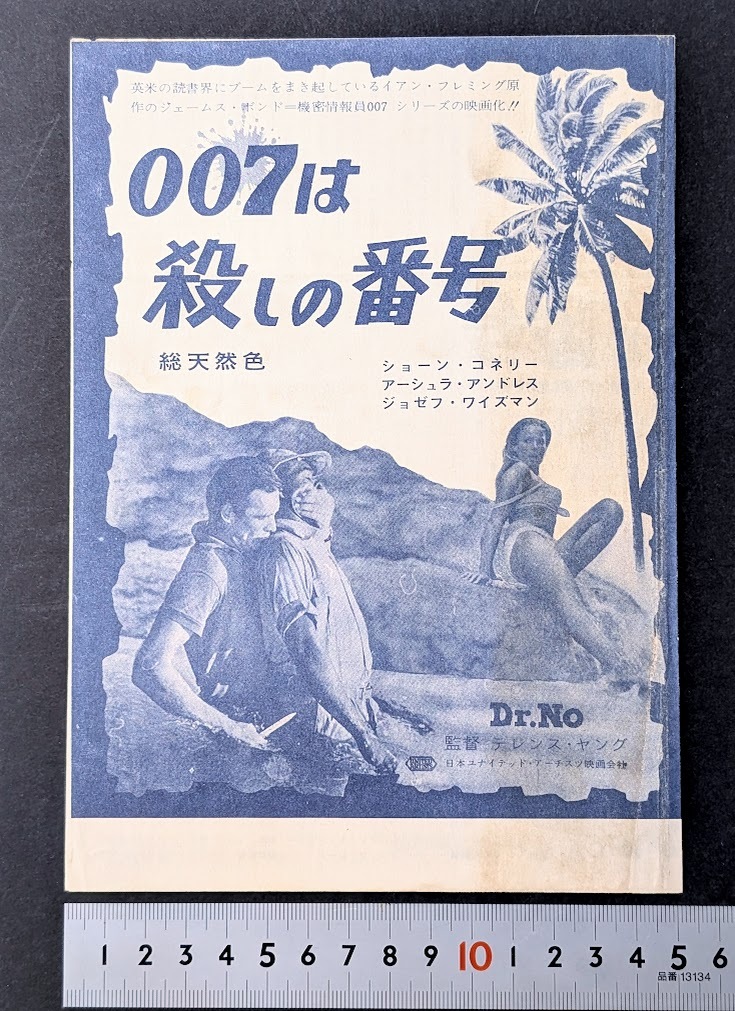 英米の読書界にブームをまき起しているイアン・フレミング原
作のジェームス・ボンド=機密情報員007 シリーズの映画化!!
007は
殺しの番号
総天然色
ショーン・コネリー
アーシュラ・アンドレス
ジョゼフ・ワイズマン
Dr.No
監督 テレンス・ヤング
日本ユナイテッド・アーチスツ映画会社
1 2 3 4 5 6 7 8 9 10 1 2 3 4 5 6
品番 13134